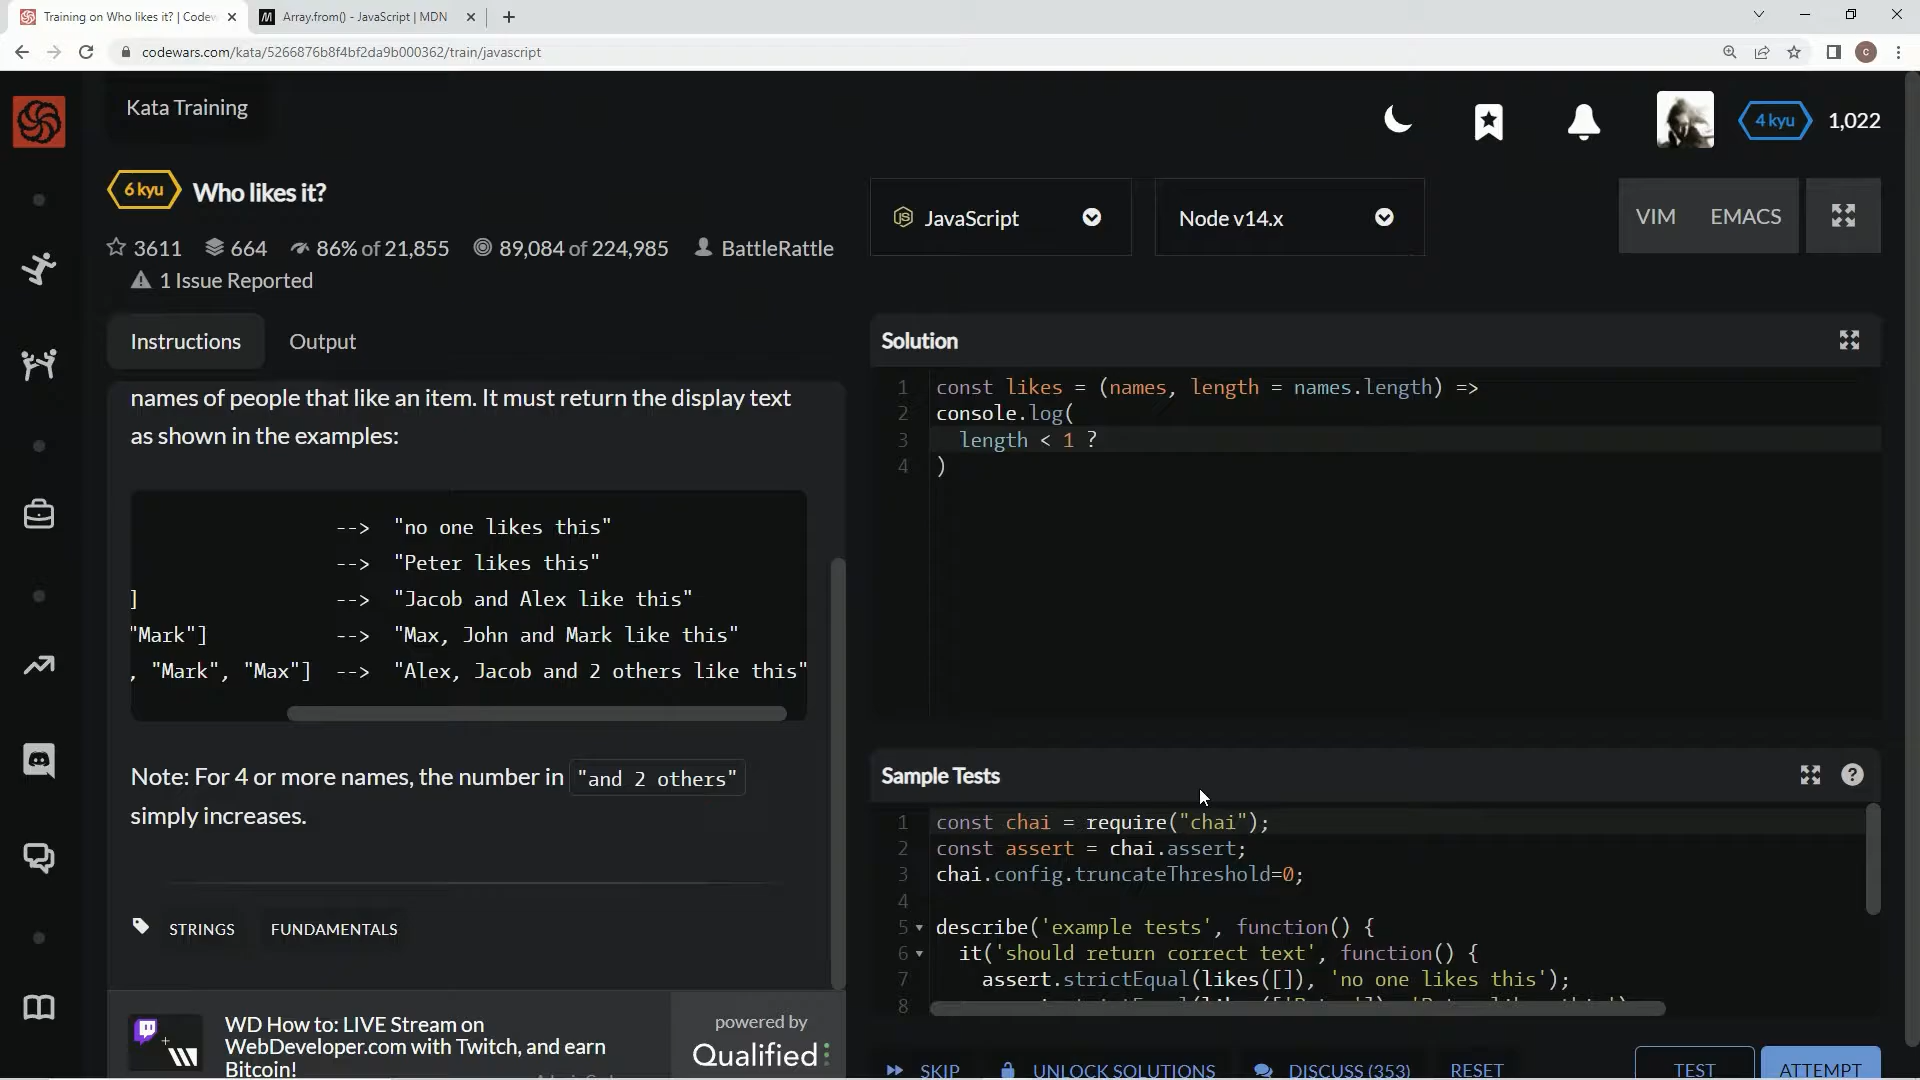 Training on Who likes it? | Codew
Array.from() - JavaScript | MDN
codewars.com/kata/5266876b8f4bf2da9b000362/train/javascript
C
Kata Training
4 kyu
1,022
6 kyu
Who likes it?
3611
664
86% of 21,855
89,084 of 224,985
BattleRattle
1 Issue Reported
JavaScript
Node v14.x
VIM
EMACS
Instructions
Output
names of people that like an item. It must return the display text
as shown in the examples:
--> "no one likes this"
--> "Peter likes this"
] --> "Jacob and Alex like this"
"Mark"] --> "Max, John and Mark like this"
, "Mark", "Max"] --> "Alex, Jacob and 2 others like this"
Note: For 4 or more names, the number in "and 2 others"
simply increases.
STRINGS
FUNDAMENTALS
WD How to: LIVE Stream on
WebDeveloper.com with Twitch, and earn
Bitcoin!
powered by
Qualified
Solution
1 const likes = (names, length = names.length) =>
2 console.log(
3 length < 1 ?
4 )
Sample Tests
1 const chai = require("chai");
2 const assert = chai.assert;
3 chai.config.truncateThreshold=0;
4
5 describe('example tests', function() {
6 it('should return correct text', function() {
7 assert.strictEqual(likes([]), 'no one likes this');
8
SKIP
UNLOCK SOLUTIONS
DISCUSS (353)
RESET
TEST
ATTEMPT